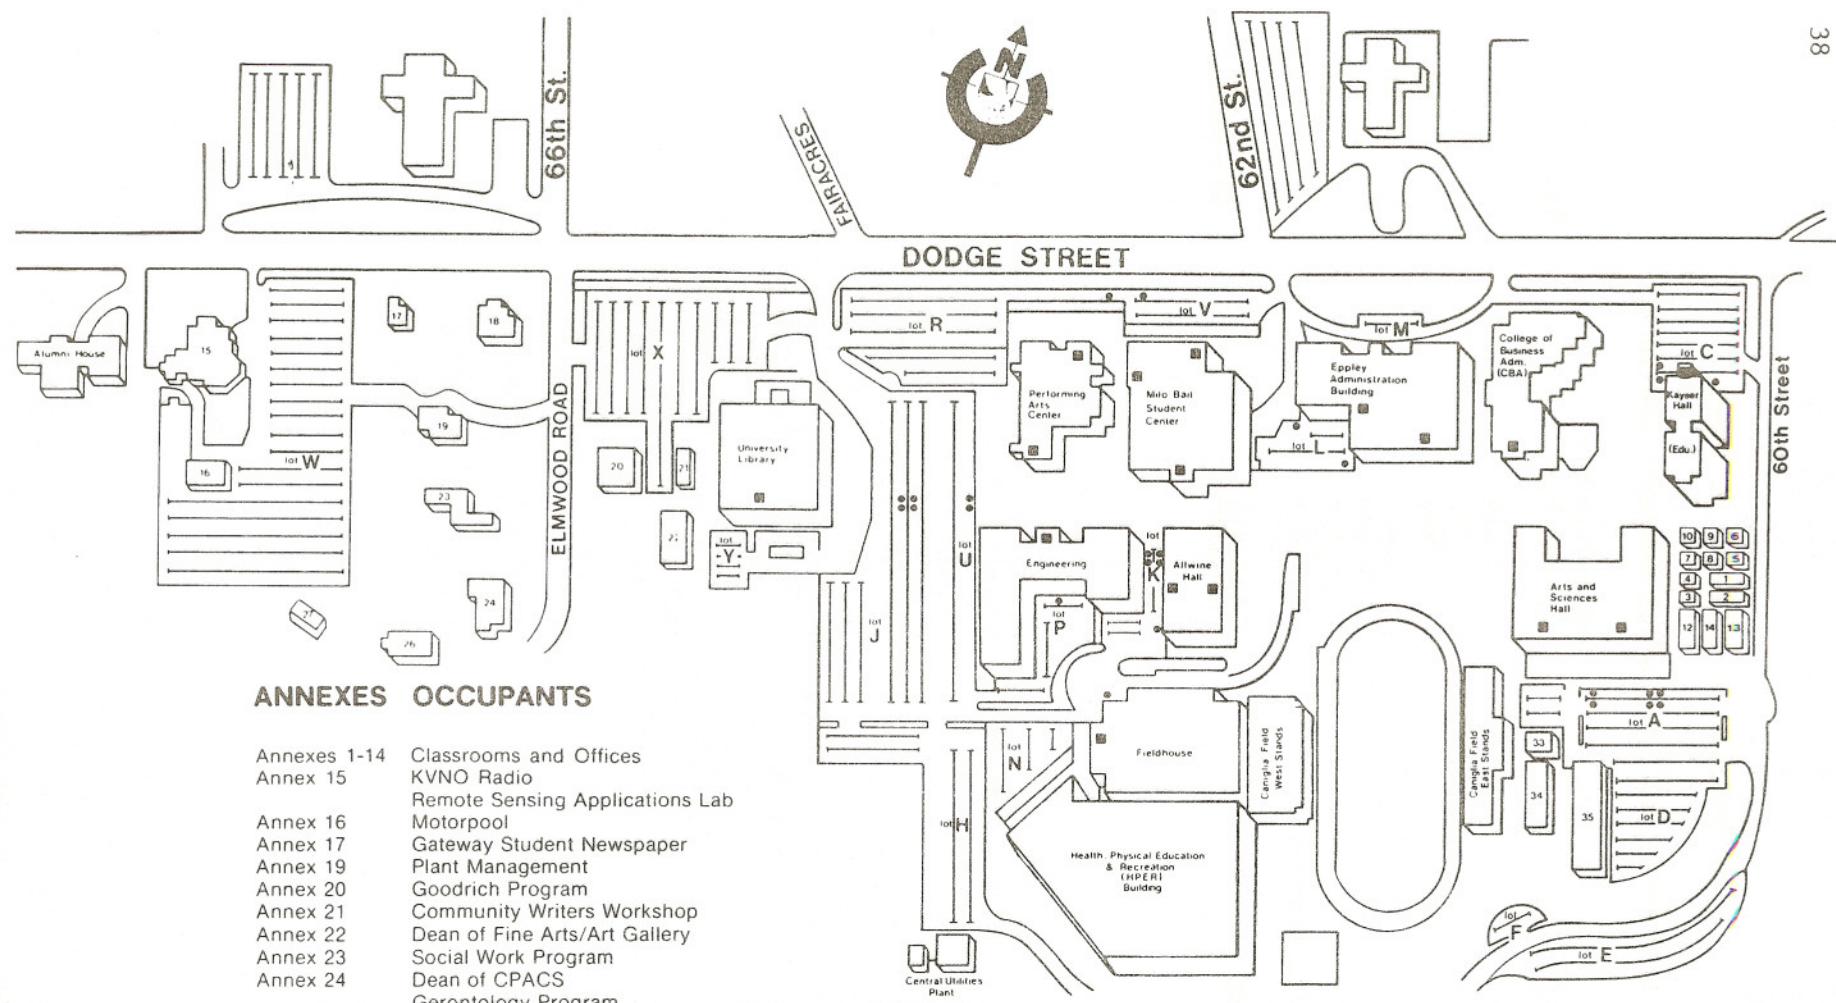 38
N
66th St.
FAIRACRES
62nd St.
DODGE STREET
60th Street
ELMWOOD ROAD
Alumni House
15
16
17
18
19
lot W
23
24
26
lot X
20
21
22
University
Library
lot
Y
lot R
lot V
lot M
lot C
Performing
Arts
Center
Milo Bail
Student
Center
Eppley
Administration
Building
lot L
College of
Business
Adm.
(CBA)
Kayser
Hall
(Edu.)
lot
U
lot
J
Engineering
lot
P
lot
K
Allwine
Hall
Arts and
Sciences
Hall
10 9 6
7 8 5
4 1
3 2
12 14 13
lot
N
lot H
Fieldhouse
Caniglia Field
West Stands
Caniglia Field
East Stands
lot A
33
34
35
lot D
Health, Physical Education
& Recreation
(HPER)
Building
lot
F
lot E
Central Utilities
Plant
ANNEXES OCCUPANTS
Annexes 1-14 Classrooms and Offices
Annex 15 KVNO Radio
Remote Sensing Applications Lab
Annex 16 Motorpool
Annex 17 Gateway Student Newspaper
Annex 19 Plant Management
Annex 20 Goodrich Program
Annex 21 Community Writers Workshop
Annex 22 Dean of Fine Arts/Art Gallery
Annex 23 Social Work Program
Annex 24 Dean of CPACS
Gerontology Program